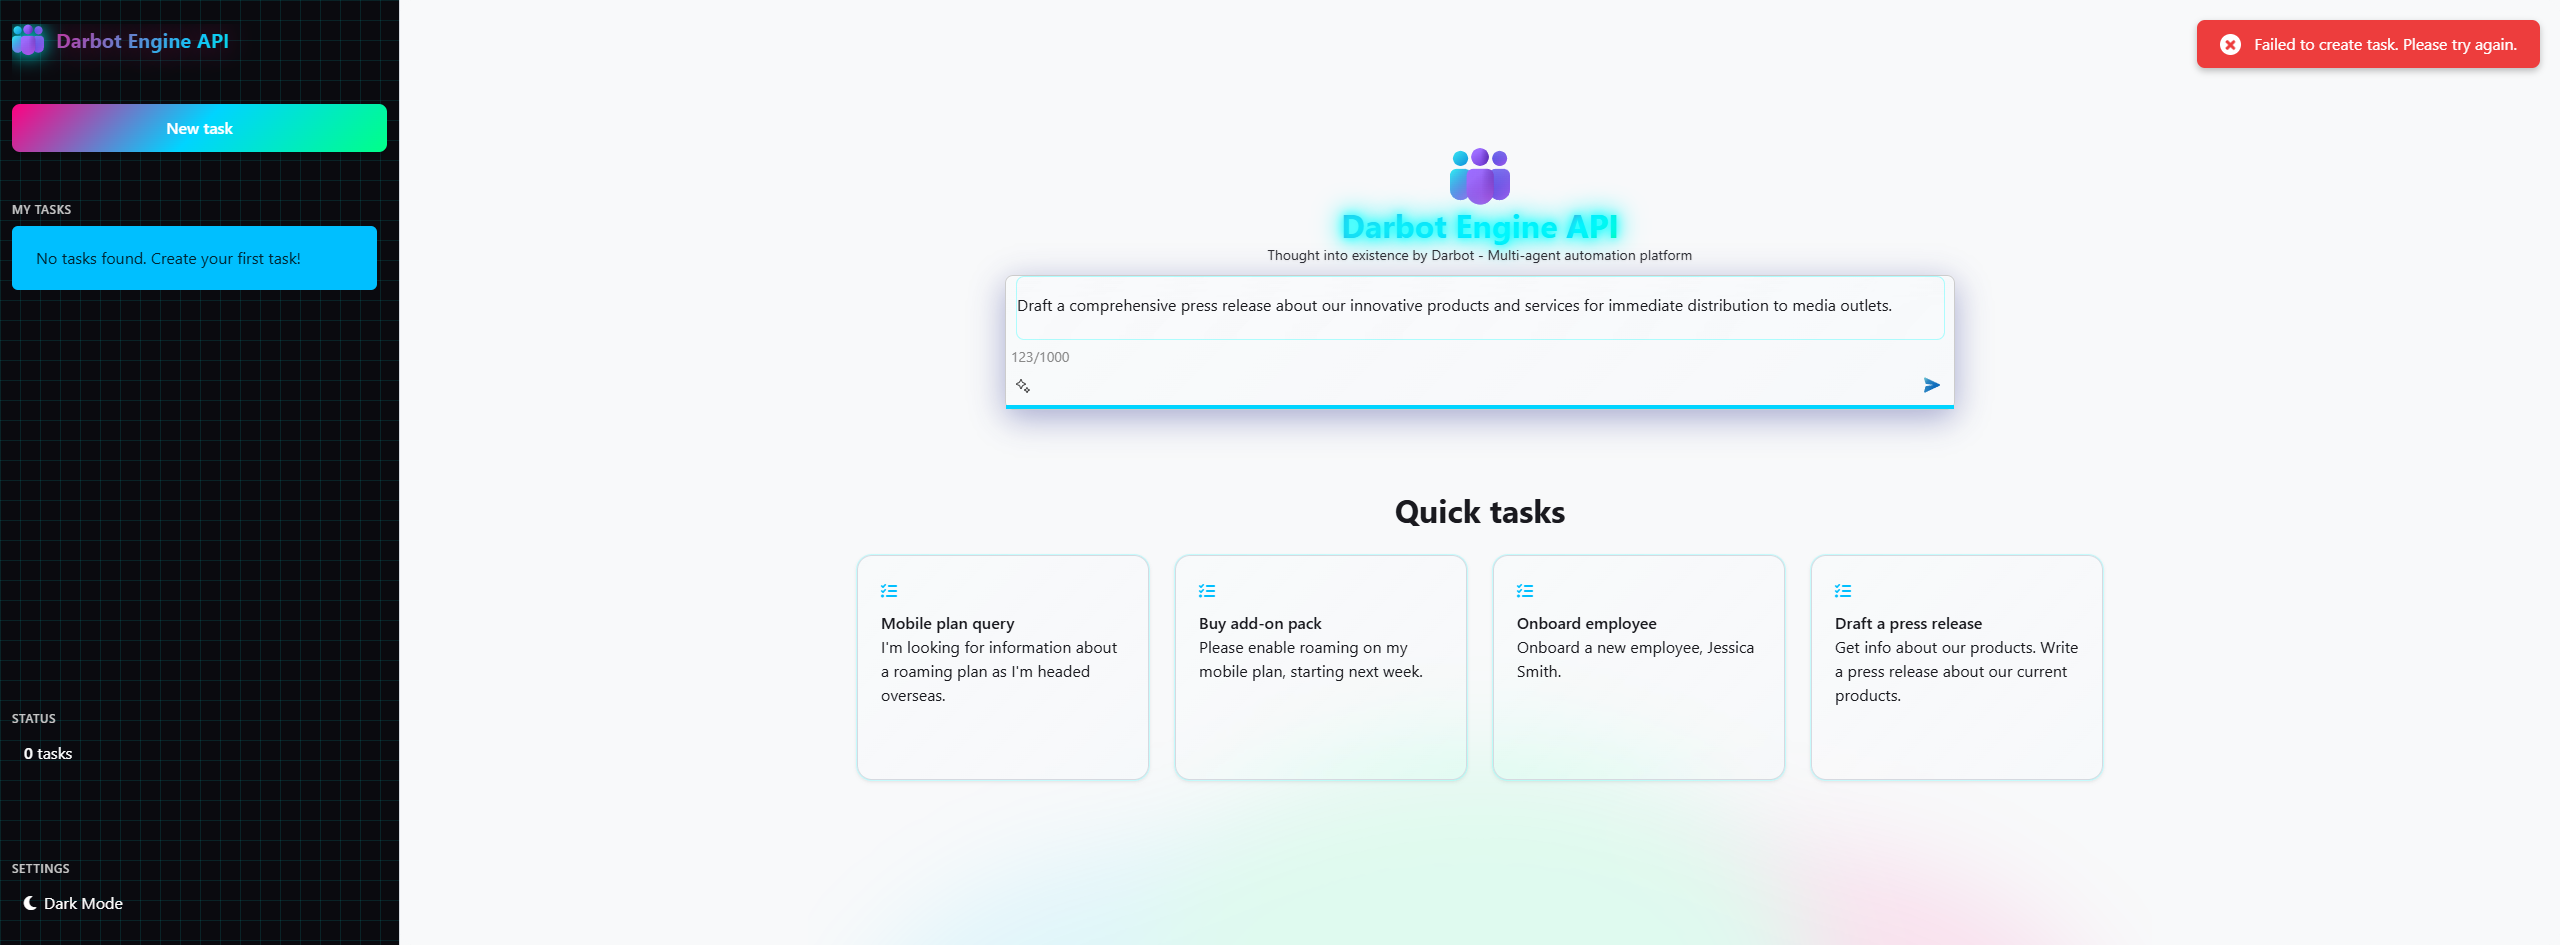 Darbot Engine API
New task
MY TASKS
No tasks found. Create your first task!
STATUS
0 tasks
SETTINGS
Dark Mode
Failed to create task. Please try again.
Darbot Engine API
Thought into existence by Darbot - Multi-agent automation platform
Draft a comprehensive press release about our innovative products and services for immediate distribution to media outlets.
123/1000
Quick tasks
Mobile plan query
I'm looking for information about
a roaming plan as I'm headed
overseas.
Buy add-on pack
Please enable roaming on my
mobile plan, starting next week.
Onboard employee
Onboard a new employee, Jessica
Smith.
Draft a press release
Get info about our products. Write
a press release about our current
products.